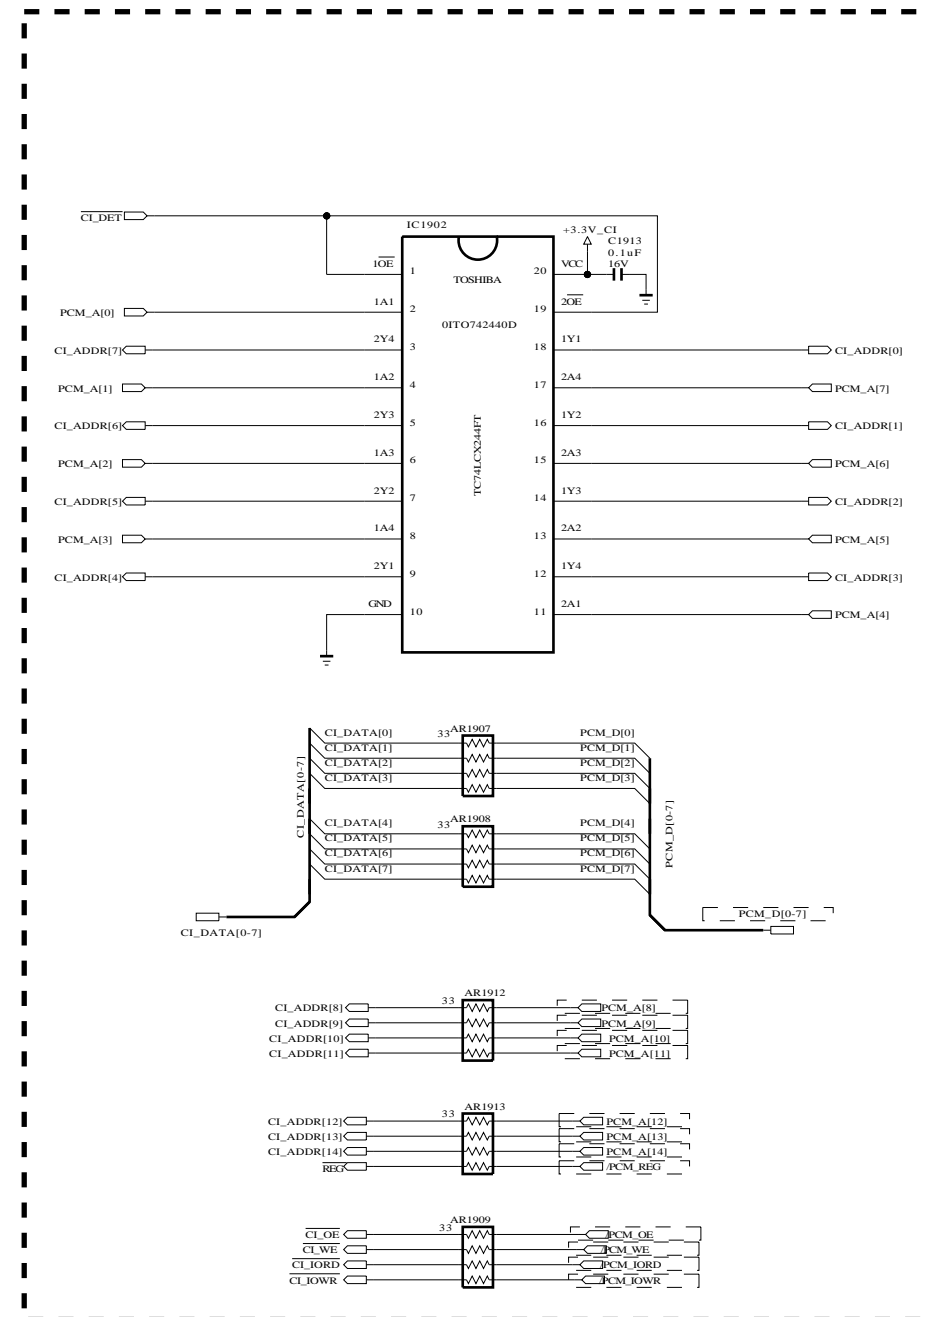 CI_DET
IC1902
+3.3V_CI
C1913
0.1uF
16V
1OE
1
TOSHIBA
20
VCC
1A1
2
19
2OE
PCM_A[0]
0ITO742440D
2Y4
3
18
1Y1
CI_ADDR[7]
CI_ADDR[0]
1A2
4
17
2A4
PCM_A[1]
PCM_A[7]
2Y3
5
16
1Y2
CI_ADDR[6]
CI_ADDR[1]
TC74LCX244FT
1A3
6
15
2A3
PCM_A[2]
PCM_A[6]
2Y2
7
14
1Y3
CI_ADDR[5]
CI_ADDR[2]
1A4
8
13
2A2
PCM_A[3]
PCM_A[5]
2Y1
9
12
1Y4
CI_ADDR[4]
CI_ADDR[3]
GND
10
11
2A1
PCM_A[4]
CI_DATA[0]
33
AR1907
PCM_D[0]
CI_DATA[1]
PCM_D[1]
CI_DATA[2]
PCM_D[2]
CI_DATA[3]
PCM_D[3]
CI_DATA[0-7]
PCM_D[0-7]
CI_DATA[4]
33
AR1908
PCM_D[4]
CI_DATA[5]
PCM_D[5]
CI_DATA[6]
PCM_D[6]
CI_DATA[7]
PCM_D[7]
PCM_D[0-7]
CI_DATA[0-7]
33
AR1912
CI_ADDR[8]
PCM_A[8]
CI_ADDR[9]
PCM_A[9]
CI_ADDR[10]
PCM_A[10]
CI_ADDR[11]
PCM_A[11]
33
AR1913
CI_ADDR[12]
PCM_A[12]
CI_ADDR[13]
PCM_A[13]
CI_ADDR[14]
PCM_A[14]
REG
/PCM_REG
33
AR1909
CI_OE
/PCM_OE
CI_WE
/PCM_WE
CI_IORD
/PCM_IORD
CI_IOWR
/PCM_IOWR